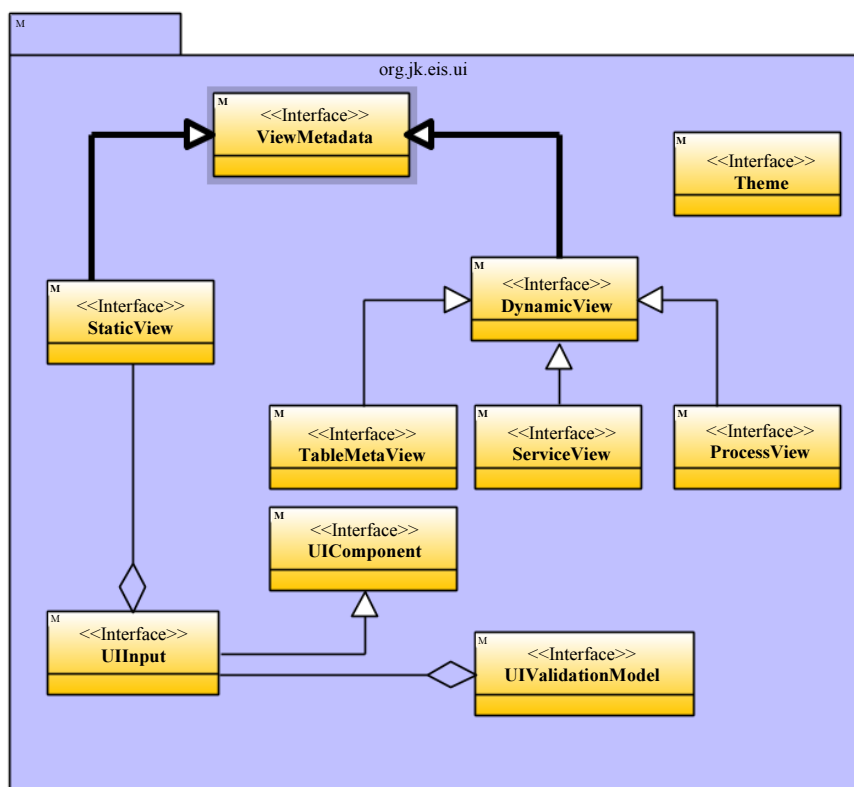 M
org.jk.eis.ui
M
<<Interface>>
ViewMetadata
M
<<Interface>>
Theme
M
<<Interface>>
StaticView
M
<<Interface>>
DynamicView
M
<<Interface>>
TableMetaView
M
<<Interface>>
ServiceView
M
<<Interface>>
ProcessView
M
<<Interface>>
UIComponent
M
<<Interface>>
UIInput
M
<<Interface>>
UIValidationModel